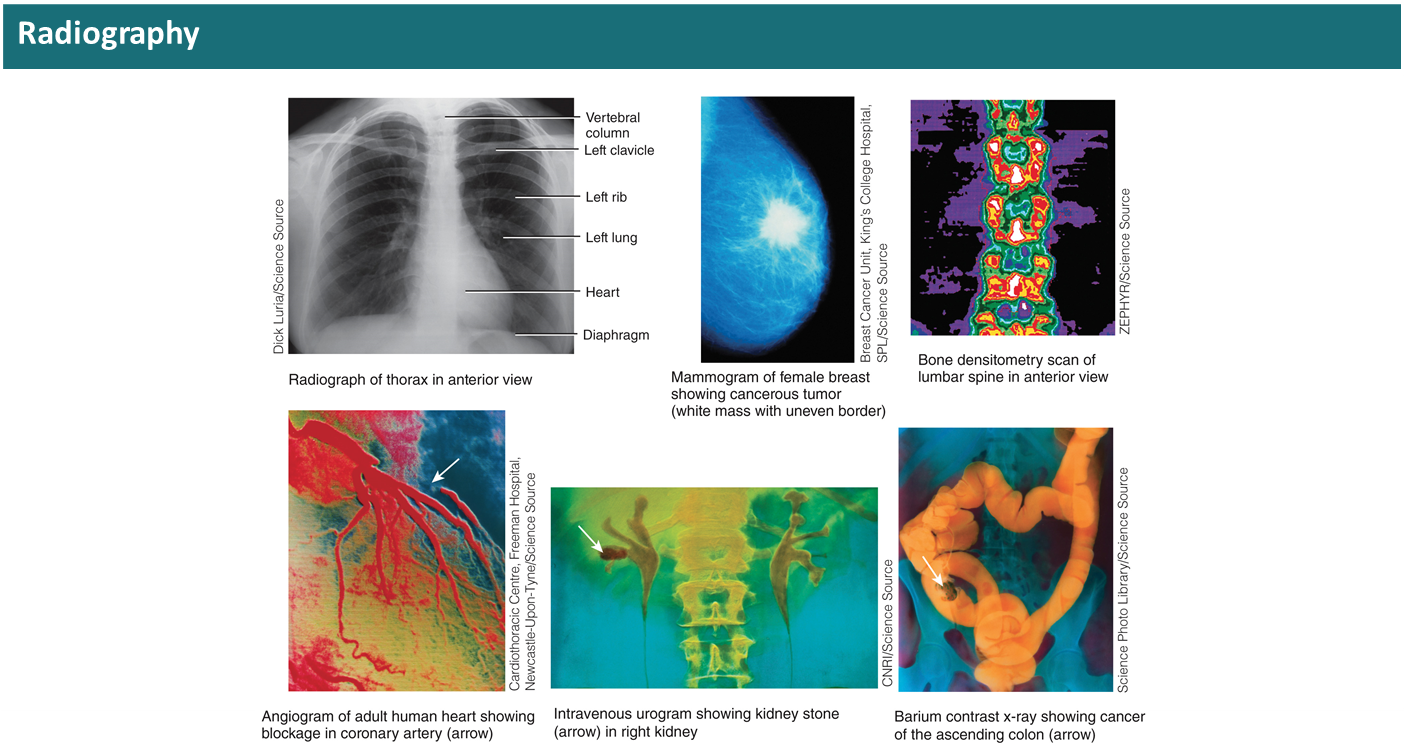 Radiography
Dick Luria/Science Source
Vertebral
column
Left clavicle
Left rib
Left lung
Heart
Diaphragm
Radiograph of thorax in anterior view
Breast Cancer Unit, King's College Hospital,
SPL/Science Source
Mammogram of female breast
showing cancerous tumor
(white mass with uneven border)
ZEPHYR/Science Source
Bone densitometry scan of
lumbar spine in anterior view
Cardiothoracic Centre, Freeman Hospital,
Newcastle-Upon-Tyne/Science Source
Angiogram of adult human heart showing
blockage in coronary artery (arrow)
CNRI/Science Source
Intravenous urogram showing kidney stone
(arrow) in right kidney
Science Photo Library/Science Source
Barium contrast x-ray showing cancer
of the ascending colon (arrow)